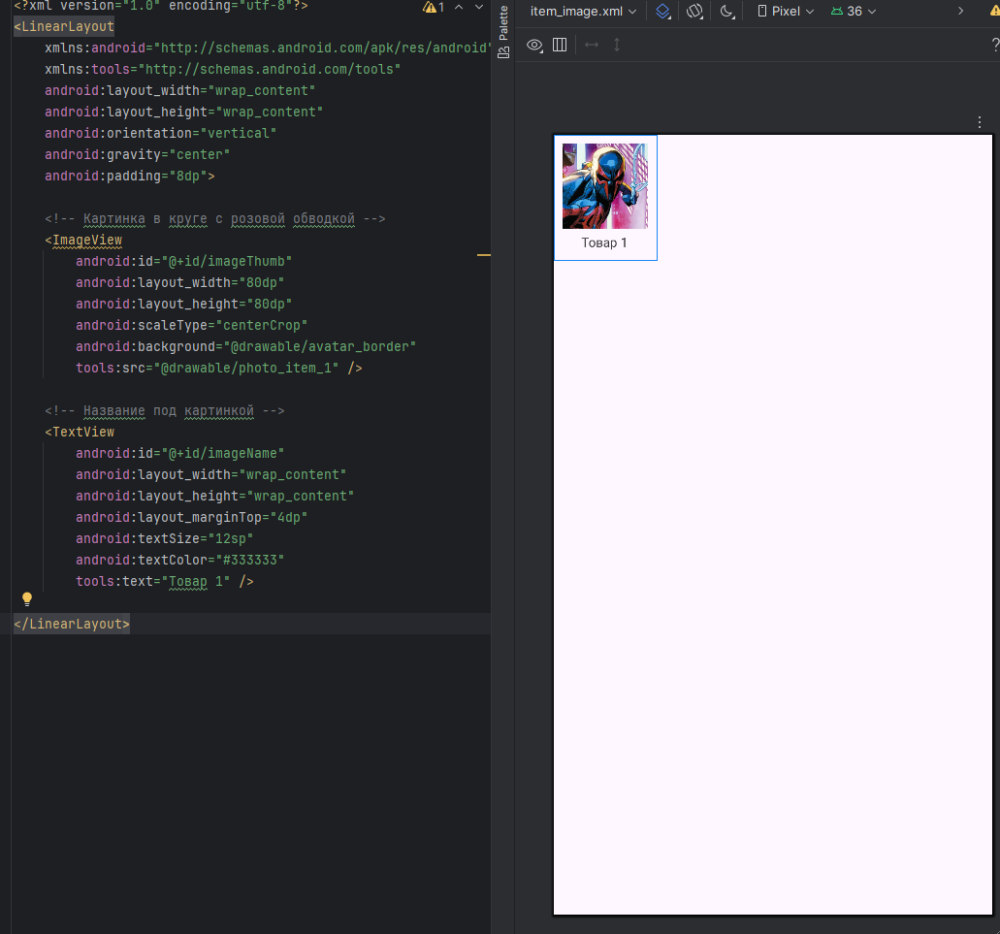 <?xml version="1.0" encoding="utf-8"?>
1
<LinearLayout
xmlns:android="http://schemas.android.com/apk/res/android"
xmlns:tools="http://schemas.android.com/tools"
android:layout_width="wrap_content"
android:layout_height="wrap_content"
android:orientation="vertical"
android:gravity="center"
android:padding="8dp">
<!-- Картинка в круге с розовой обводкой -->
<ImageView
android:id="@+id/imageThumb"
android:layout_width="80dp"
android:layout_height="80dp"
android:scaleType="centerCrop"
android:background="@drawable/avatar_border"
tools:src="@drawable/photo_item_1" />
<!-- Название под картинкой -->
<TextView
android:id="@+id/imageName"
android:layout_width="wrap_content"
android:layout_height="wrap_content"
android:layout_marginTop="4dp"
android:textSize="12sp"
android:textColor="#333333"
tools:text="Товар 1" />
</LinearLayout>
Palette
item_image.xml
Pixel
36
?
Товар 1